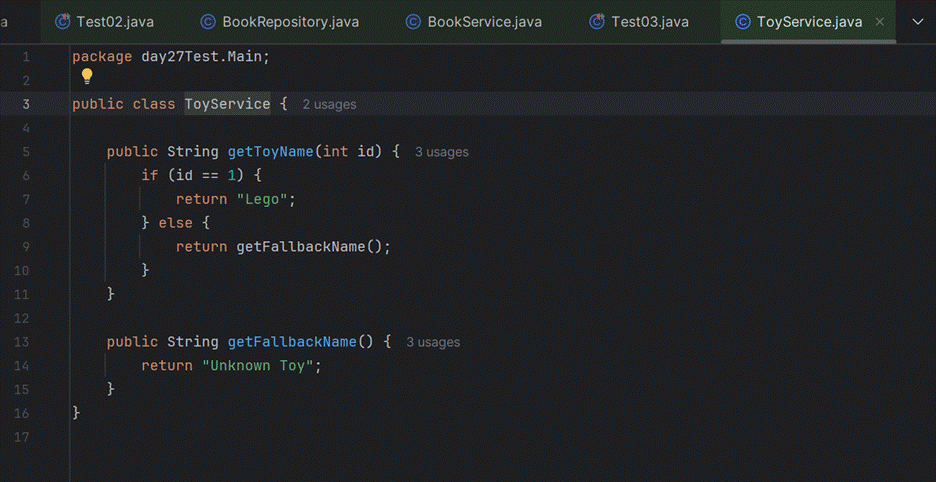 a Test02.java BookRepository.java BookService.java Test03.java ToyService.java
1 package day27Test.Main;
2
3 public class ToyService { 2 usages
4
5 public String getToyName(int id) { 3 usages
6 if (id == 1) {
7 return "Lego";
8 } else {
9 return getFallbackName();
10 }
11 }
12
13 public String getFallbackName() { 3 usages
14 return "Unknown Toy";
15 }
16 }
17